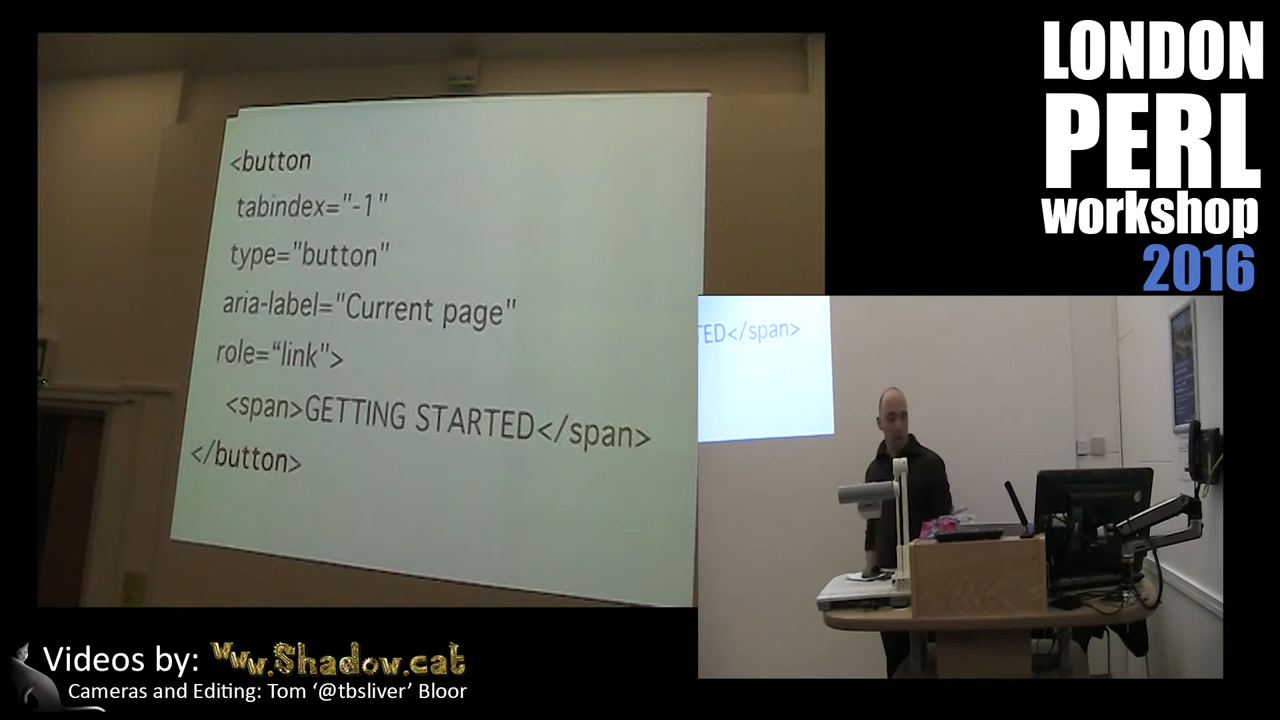 <button
tabindex="-1"
type="button"
aria-label="Current page"
role=“link">
<span>GETTING STARTED</span>
</button>
LONDON
PERL
workshop
2016
TED</span>
Videos by: Www.Shadow.cat
Cameras and Editing: Tom ‘@tbsliver’ Bloor